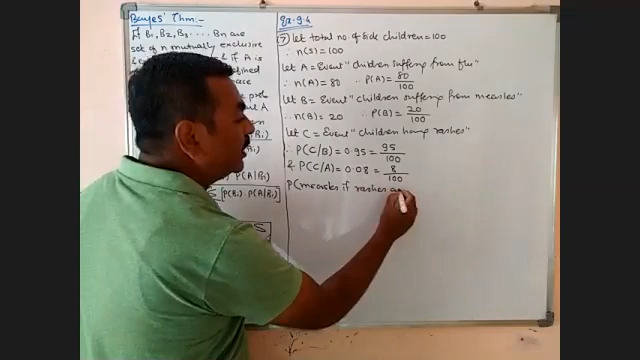 Bayes' Thm:-
If B1, B2, B3 .... Bn are
set of n mutually exclusive
P(Bi) . P(A/Bi)
Ex. 9.4
⑦ let total no. of side children = 100
∴ n(S) = 100
let A = Event "children suffering from flu"
∴ n(A) = 80 ∴ P(A) = 80/100
let B = Event "children suffering from measles"
∴ n(B) = 20 ∴ P(B) = 20/100
let C = Event "children having rashes"
∴ P(C/B) = 0.95 = 95/100
& P(C/A) = 0.08 = 8/100
P(measles if rashes